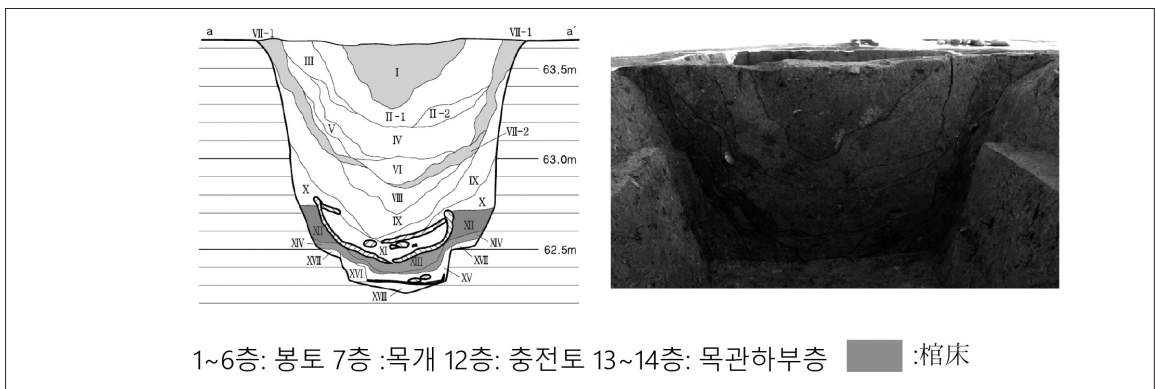 a a′
VII-1 VII-1
III
I
63.5m
II-1 II-2
V
IV
VII-2
63.0m
VI
VIII IX
X X
IX
XII XII
XI
XIV XIV
62.5m
XVII XIII XVII
XVI XV
XVIII
1~6층: 봉토 7층 :목개 12층: 충전토 13~14층: 목관하부층 :棺床